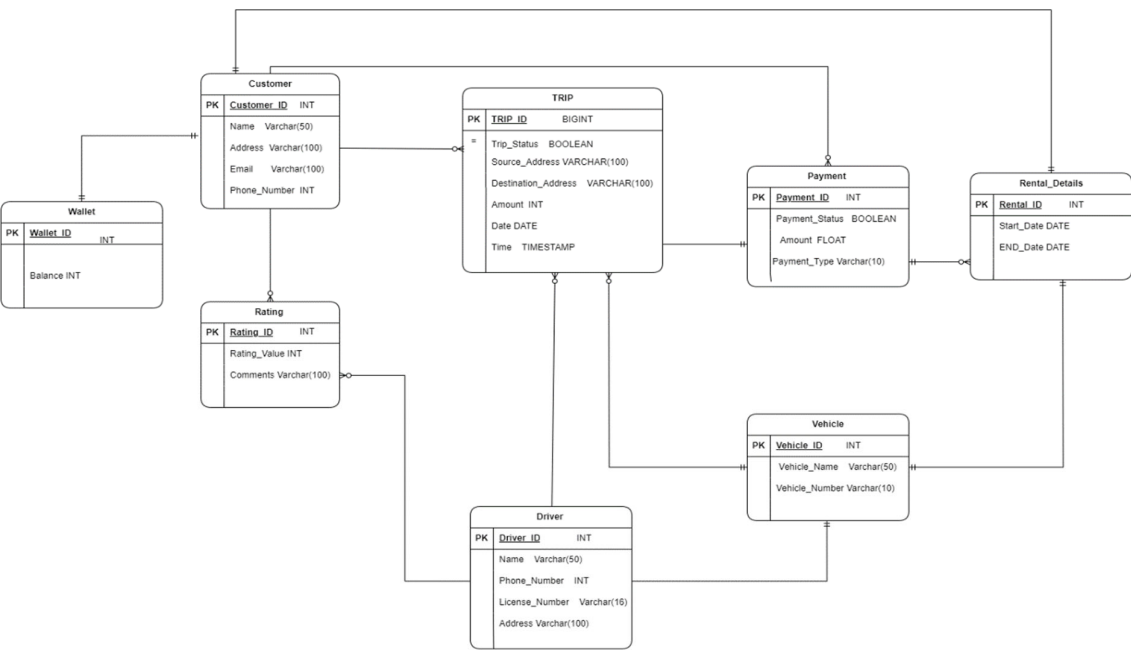 Customer
PK Customer_ID INT
Name Varchar(50)
Address Varchar(100)
Email Varchar(100)
Phone_Number INT
TRIP
PK TRIP_ID BIGINT
= Trip_Status BOOLEAN
Source_Address VARCHAR(100)
Destination_Address VARCHAR(100)
Amount INT
Date DATE
Time TIMESTAMP
Payment
PK Payment_ID INT
Payment_Status BOOLEAN
Amount FLOAT
Payment_Type Varchar(10)
Rental_Details
PK Rental_ID INT
Start_Date DATE
END_Date DATE
Wallet
PK Wallet_ID INT
Balance INT
Rating
PK Rating_ID INT
Rating_Value INT
Comments Varchar(100)
Vehicle
PK Vehicle_ID INT
Vehicle_Name Varchar(50)
Vehicle_Number Varchar(10)
Driver
PK Driver_ID INT
Name Varchar(50)
Phone_Number INT
License_Number Varchar(16)
Address Varchar(100)